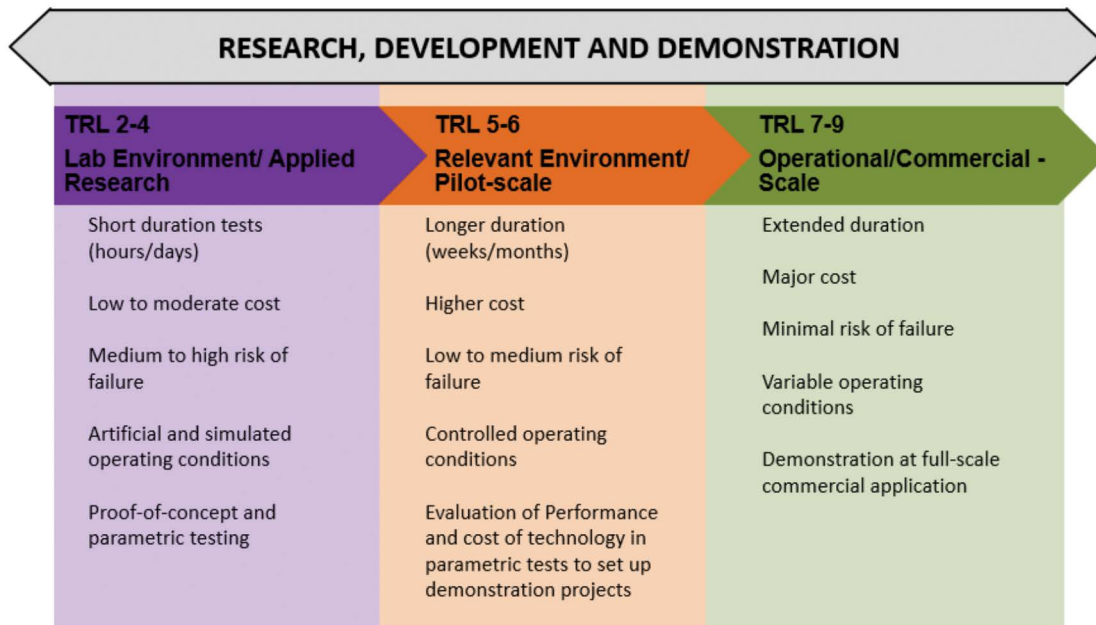 RESEARCH, DEVELOPMENT AND DEMONSTRATION
TRL 2-4
Lab Environment/ Applied
Research
Short duration tests
(hours/days)
Low to moderate cost
Medium to high risk of
failure
Artificial and simulated
operating conditions
Proof-of-concept and
parametric testing
TRL 5-6
Relevant Environment/
Pilot-scale
Longer duration
(weeks/months)
Higher cost
Low to medium risk of
failure
Controlled operating
conditions
Evaluation of Performance
and cost of technology in
parametric tests to set up
demonstration projects
TRL 7-9
Operational/Commercial -
Scale
Extended duration
Major cost
Minimal risk of failure
Variable operating
conditions
Demonstration at full-scale
commercial application